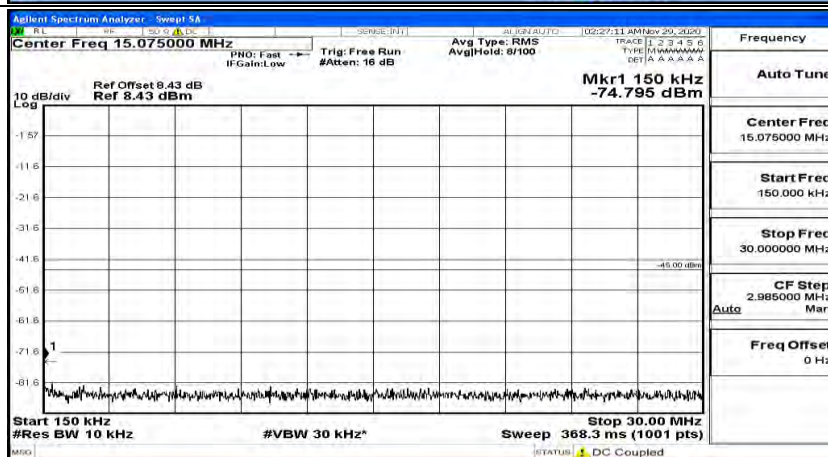 Agilent Spectrum Analyzer - Swept SA
RL RF 50 Ω DC SENSE:INT ALIGN AUTO 02:27:11 AM Nov 29, 2020
Center Freq 15.075000 MHz
PNO: Fast
IFGain:Low
Trig: Free Run
#Atten: 16 dB
Avg Type: RMS
Avg|Hold: 8/100
TRACE 1 2 3 4 5 6
TYPE MWWWWW
DET A A A A A A
Ref Offset 8.43 dB
10 dB/div Ref 8.43 dBm
Log
Mkr1 150 kHz
-74.795 dBm
-1.57
-11.6
-21.6
-31.6
-41.6
-45.00 dBm
-51.6
-61.6
-71.6
1
-81.6
Start 150 kHz Stop 30.00 MHz
#Res BW 10 kHz #VBW 30 kHz* Sweep 368.3 ms (1001 pts)
MSG STATUS DC Coupled
Frequency
Auto Tune
Center Freq
15.075000 MHz
Start Freq
150.000 kHz
Stop Freq
30.000000 MHz
CF Step
2.985000 MHz
Auto Man
Freq Offset
0 Hz